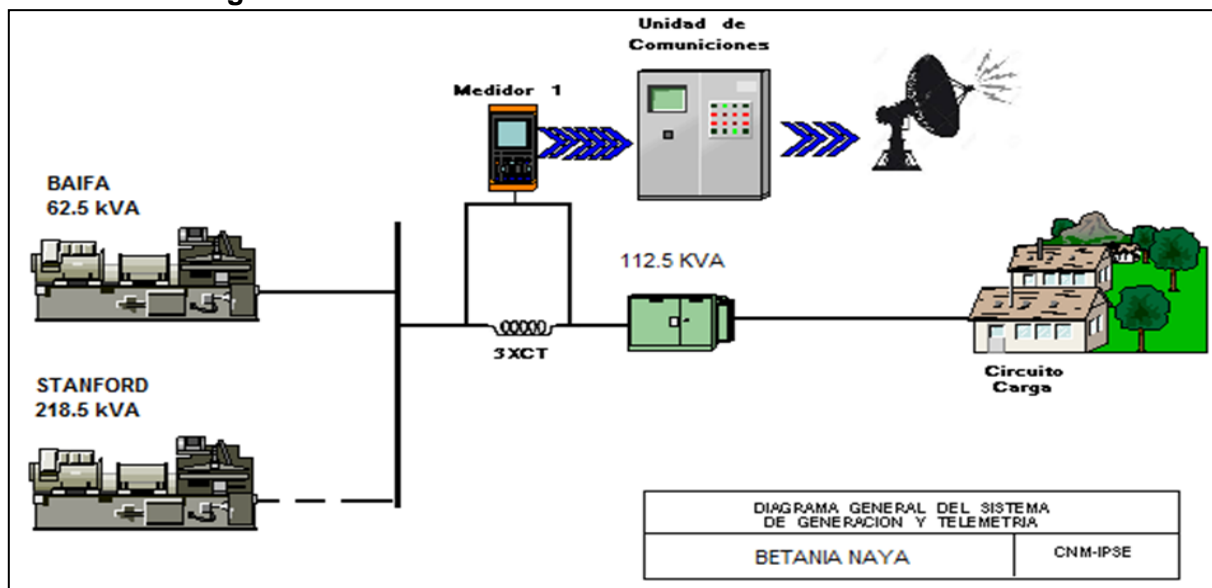 Unidad de
Comuniciones
Medidor 1
BAIFA
62.5 kVA
112.5 KVA
3XCT
STANFORD
218.5 kVA
Circuito
Carga
DIAGRAMA GENERAL DEL SISTEMA
DE GENERACION Y TELEMETRIA
BETANIA NAYA
CNM-IPSE